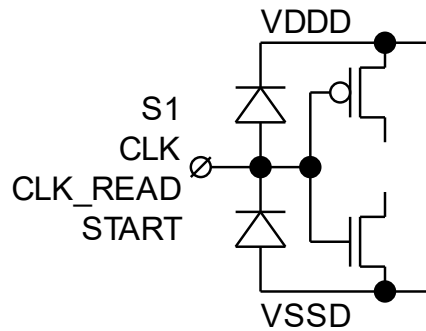 VDDD
S1
CLK
CLK_READ
START
VSSD